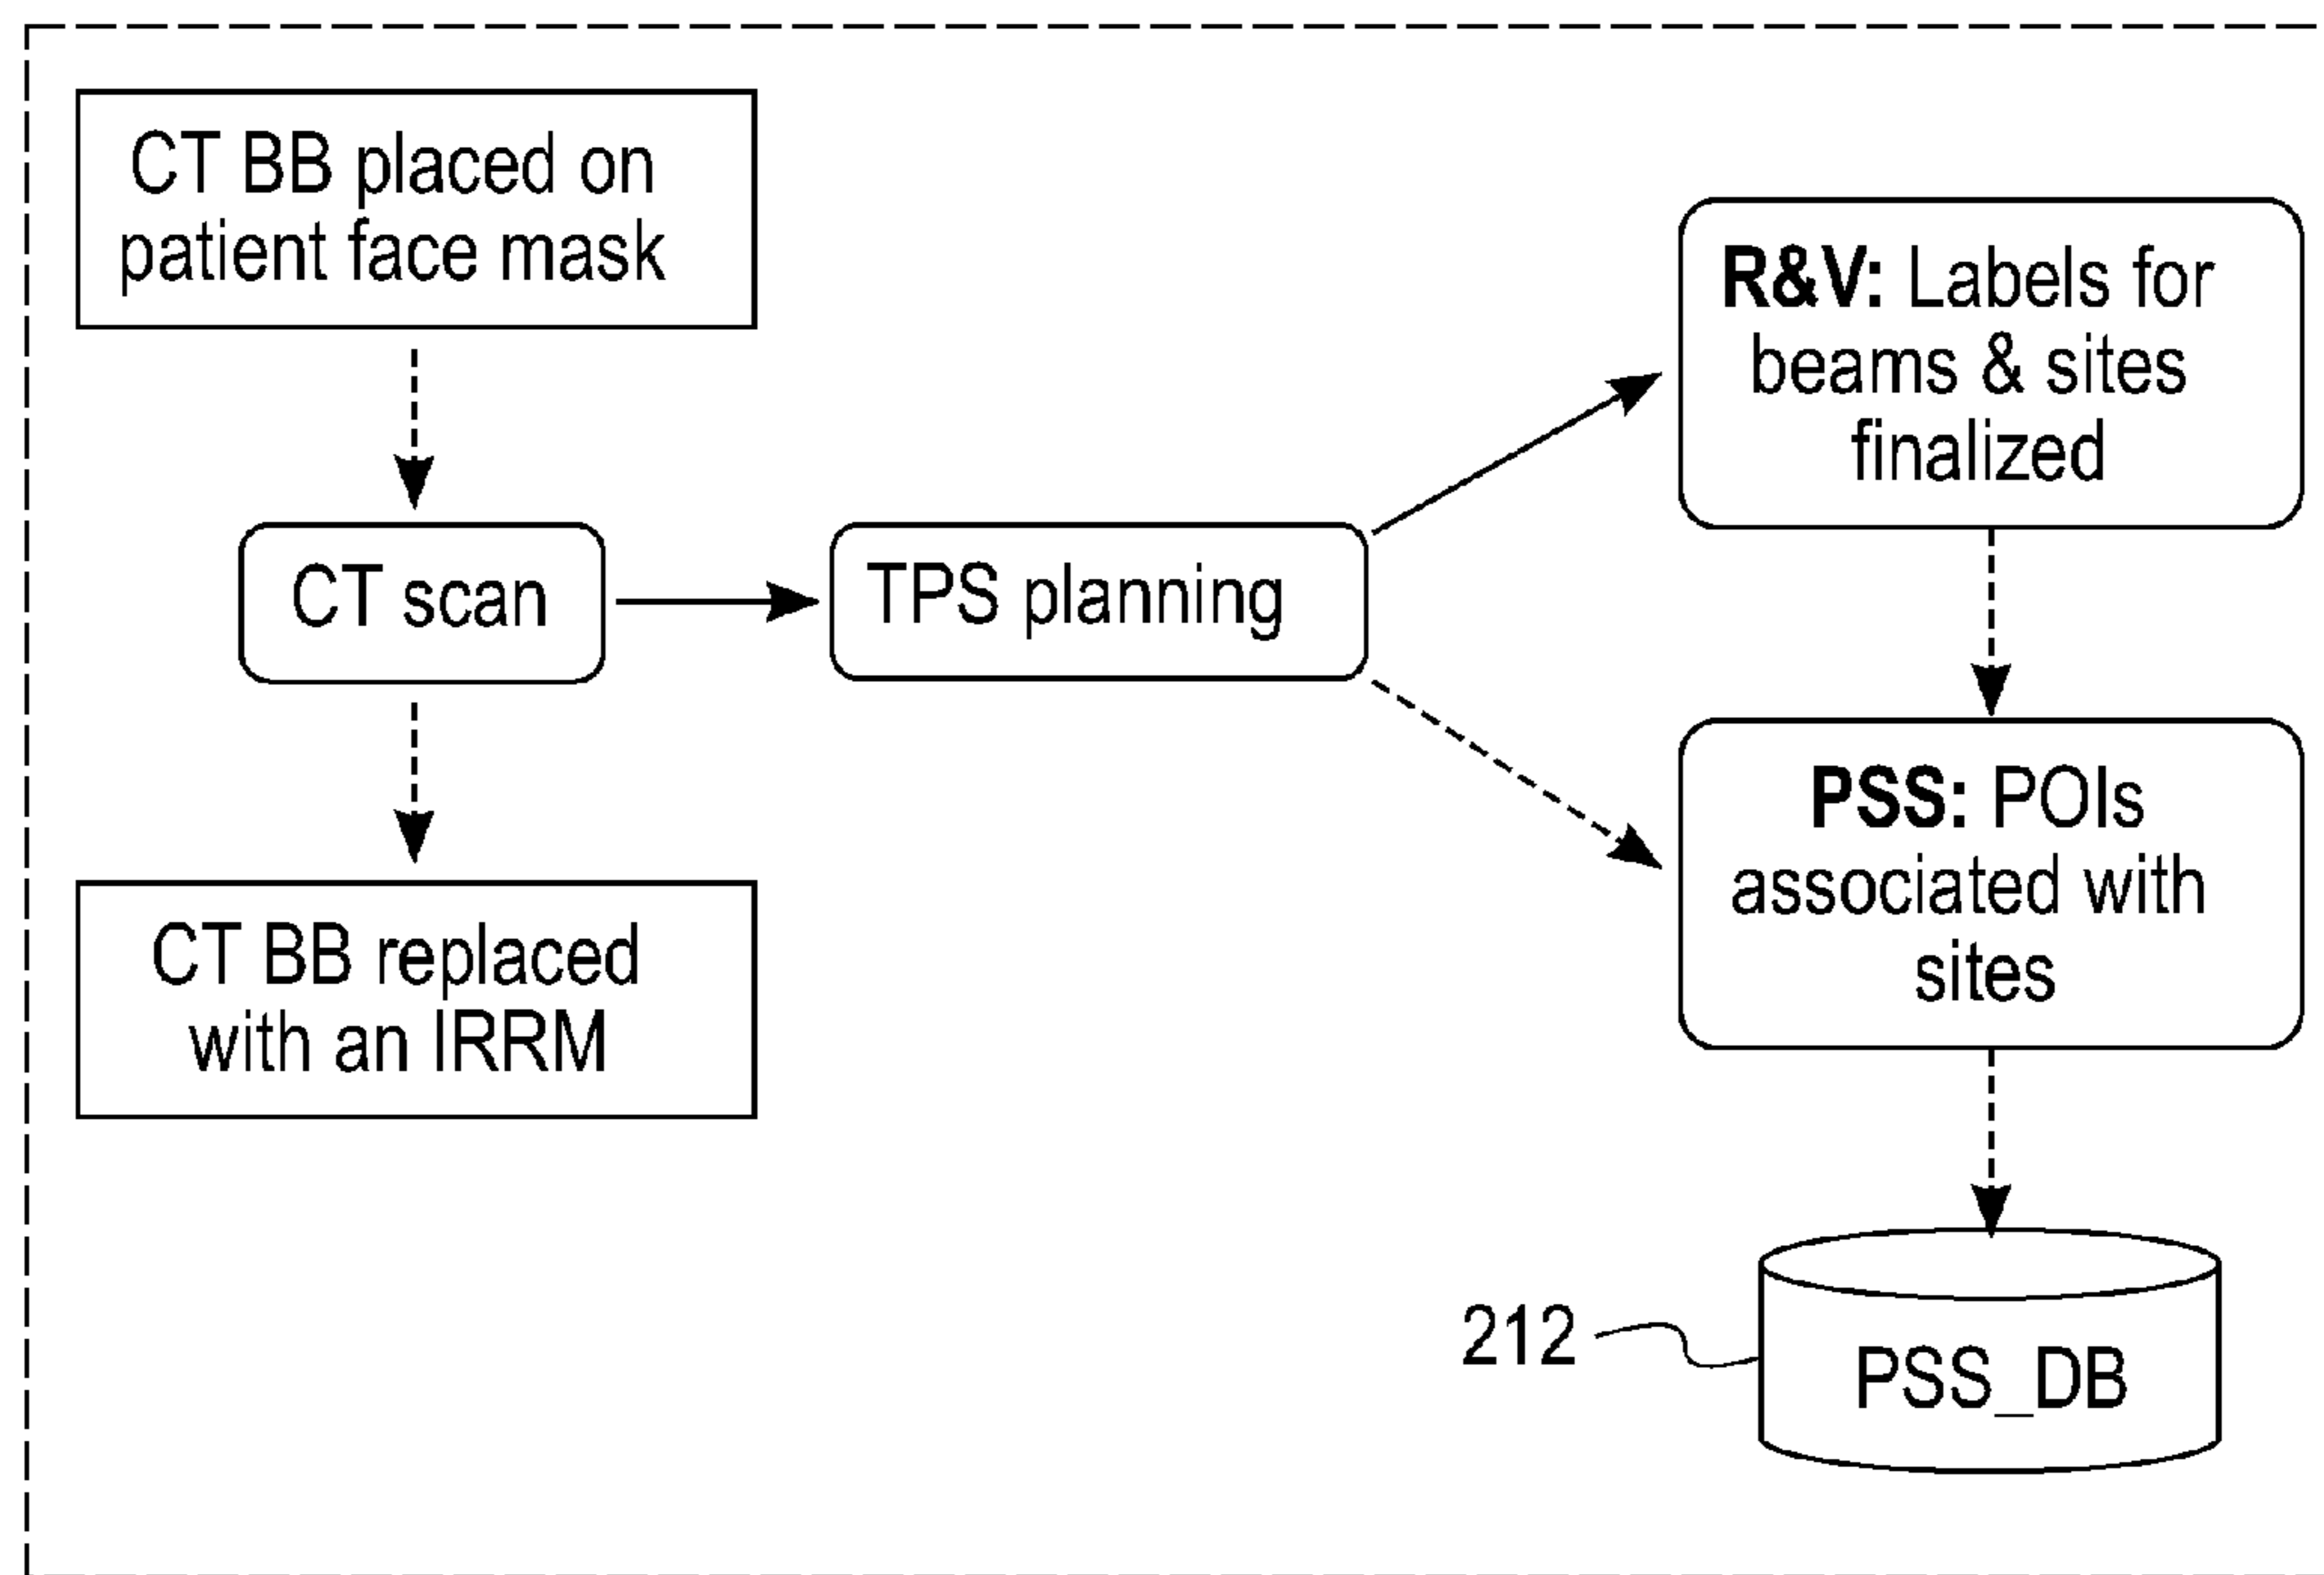 CT BB placed on
patient face mask
CT scan
CT BB replaced
with an IRRM
TPS planning
R&V: Labels for
beams & sites
finalized
PSS: POIs
associated with
sites
212
PSS_DB